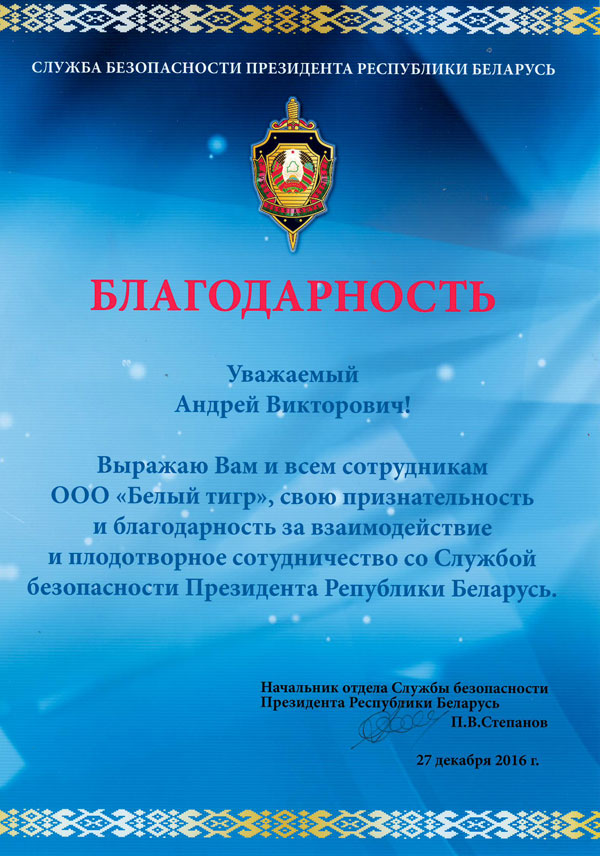 СЛУЖБА БЕЗОПАСНОСТИ ПРЕЗИДЕНТА РЕСПУБЛИКИ БЕЛАРУСЬ
БЛАГОДАРНОСТЬ
Уважаемый
Андрей Викторович!
Выражаю Вам и всем сотрудникам
ООО «Белый тигр», свою признательность
и благодарность за взаимодействие
и плодотворное сотудничество со Службой
безопасности Президента Републики Беларусь.
Начальник отдела Службы безопасности
Президента Республики Беларусь
П.В.Степанов
27 декабря 2016 г.